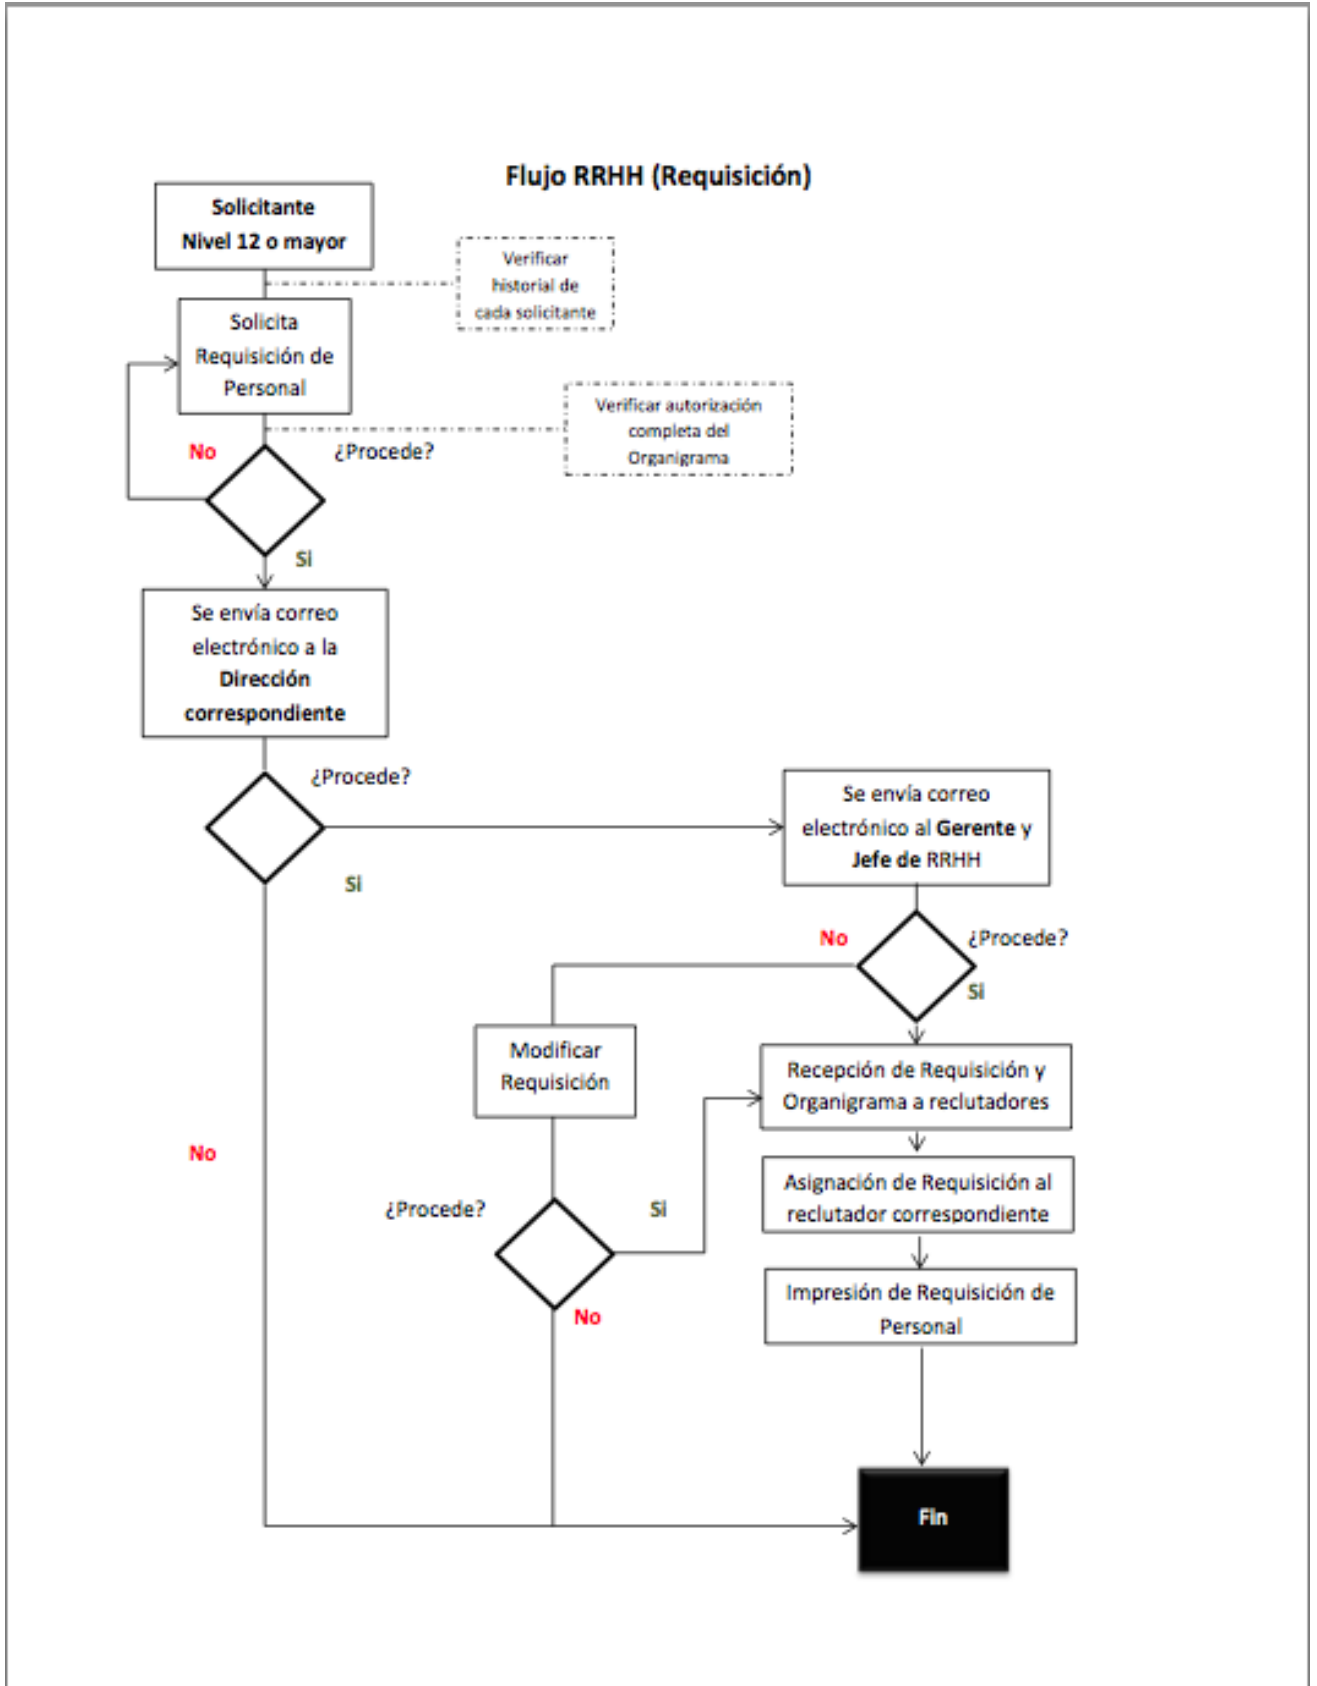 Flujo RRHH (Requisición)
Solicitante
Nivel 12 o mayor
Verificar
historial de
cada solicitante
Solicita
Requisición de
Personal
Verificar autorización
completa del
Organigrama
No
¿Procede?
Si
Se envía correo
electrónico a la
Dirección
correspondiente
¿Procede?
Si
No
Se envía correo
electrónico al Gerente y
Jefe de RRHH
No
¿Procede?
Si
Modificar
Requisición
Recepción de Requisición y
Organigrama a reclutadores
¿Procede?
Si
No
Asignación de Requisición al
reclutador correspondiente
Impresión de Requisición de
Personal
Fin